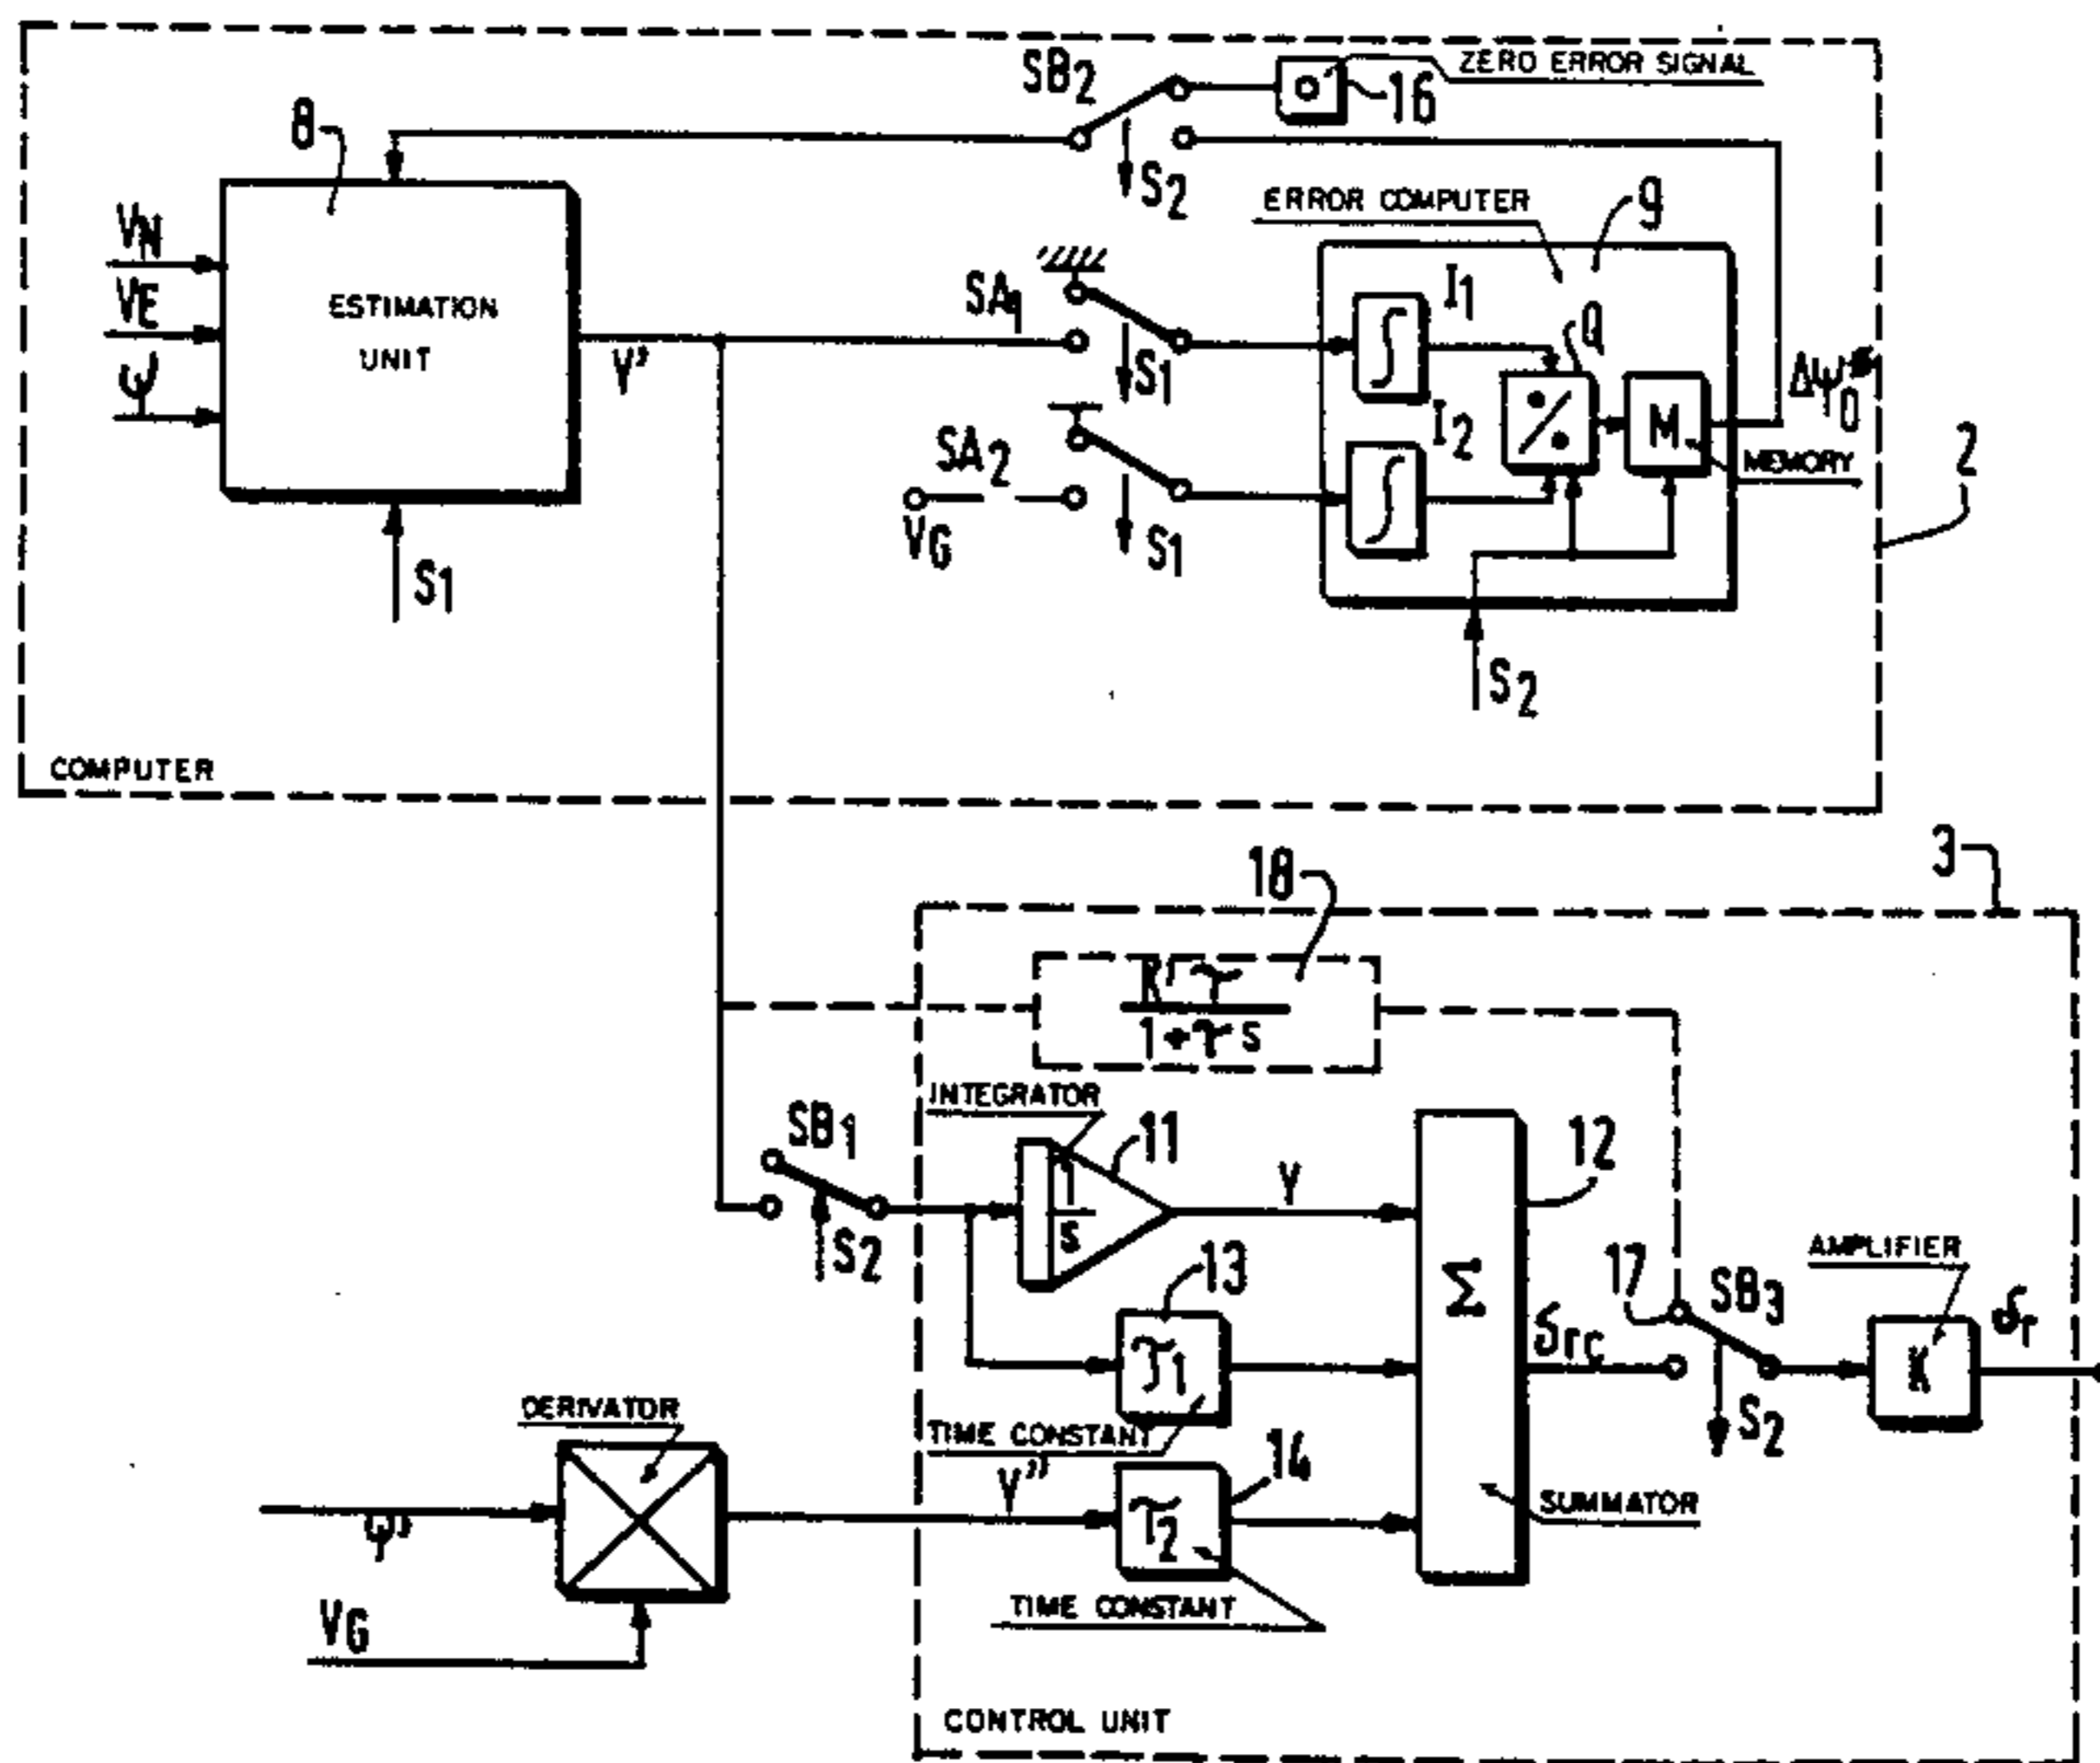 SB2
ZERO ERROR SIGNAL
16
8
S2
ERROR COMPUTER
9
VN
VE
ψ
ESTIMATION
UNIT
V'
SA1
S1
I1
Q
I2
M
MEMORY
Δψ0*
2
SA2
VG
S1
S1
S2
COMPUTER
3
18
K'τ
1+τs
INTEGRATOR
SB1
11
1
s
Y
12
S2
13
τ1
TIME CONSTANT
Σ
17
SB3
AMPLIFIER
δrc
K
δr
S2
DERIVATOR
Y"
14
τ2
SUMMATOR
TIME CONSTANT
ψ'
VG
CONTROL UNIT